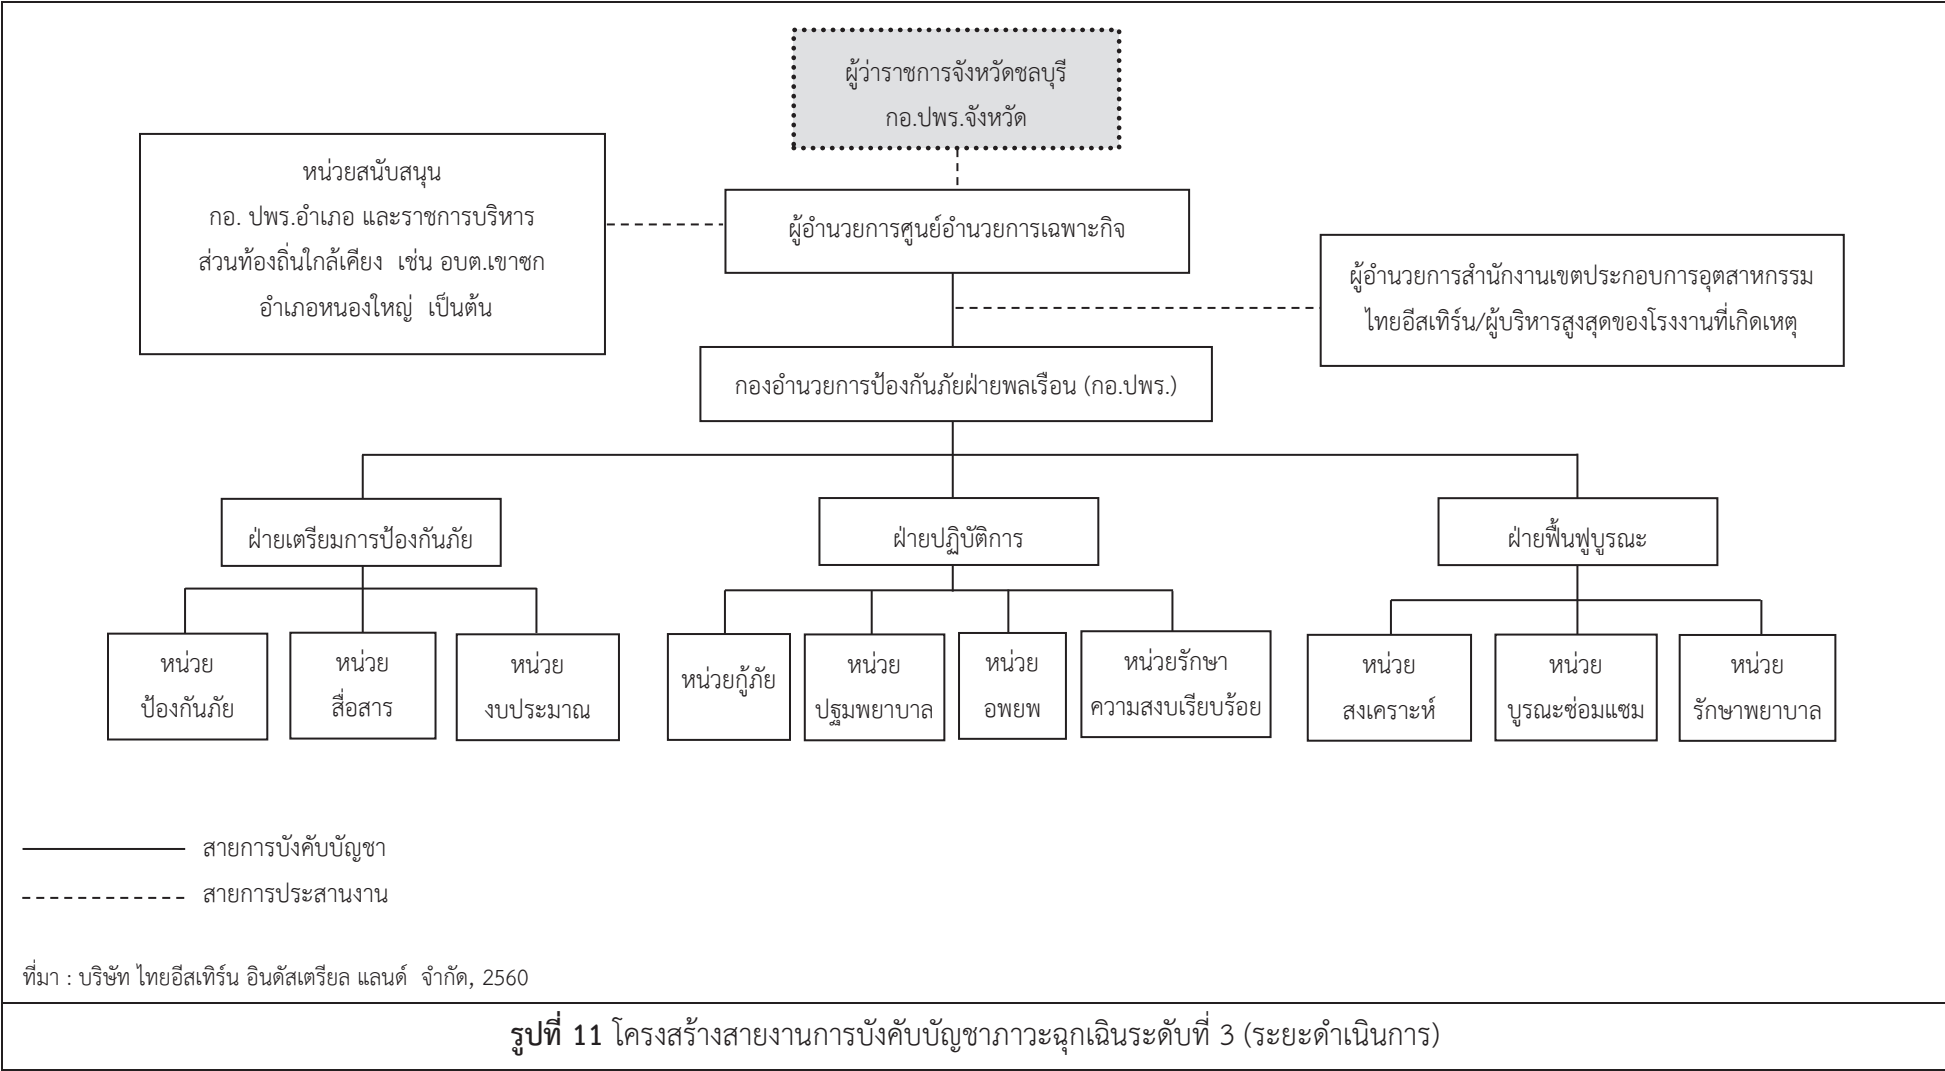 ผู้ว่าราชการจังหวัดชลบุรี
กอ.ปพร.จังหวัด
หน่วยสนับสนุน
กอ. ปพร.อำเภอ และราชการบริหาร
ส่วนท้องถิ่นใกล้เคียง เช่น อบต.เขาซก
อำเภอหนองใหญ่ เป็นต้น
ผู้อำนวยการศูนย์อำนวยการเฉพาะกิจ
ผู้อำนวยการสำนักงานเขตประกอบการอุตสาหกรรม
ไทยอีสเทิร์น/ผู้บริหารสูงสุดของโรงงานที่เกิดเหตุ
กองอำนวยการป้องกันภัยฝ่ายพลเรือน (กอ.ปพร.)
ฝ่ายเตรียมการป้องกันภัย
ฝ่ายปฏิบัติการ
ฝ่ายฟื้นฟูบูรณะ
หน่วย
ป้องกันภัย
หน่วย
สื่อสาร
หน่วย
งบประมาณ
หน่วยกู้ภัย
หน่วย
ปฐมพยาบาล
หน่วย
อพยพ
หน่วยรักษา
ความสงบเรียบร้อย
หน่วย
สงเคราะห์
หน่วย
บูรณะซ่อมแซม
หน่วย
รักษาพยาบาล
สายการบังคับบัญชา
สายการประสานงาน
ที่มา : บริษัท ไทยอีสเทิร์น อินดัสเตรียล แลนด์ จำกัด, 2560
รูปที่ 11 โครงสร้างสายงานการบังคับบัญชาภาวะฉุกเฉินระดับที่ 3 (ระยะดำเนินการ)